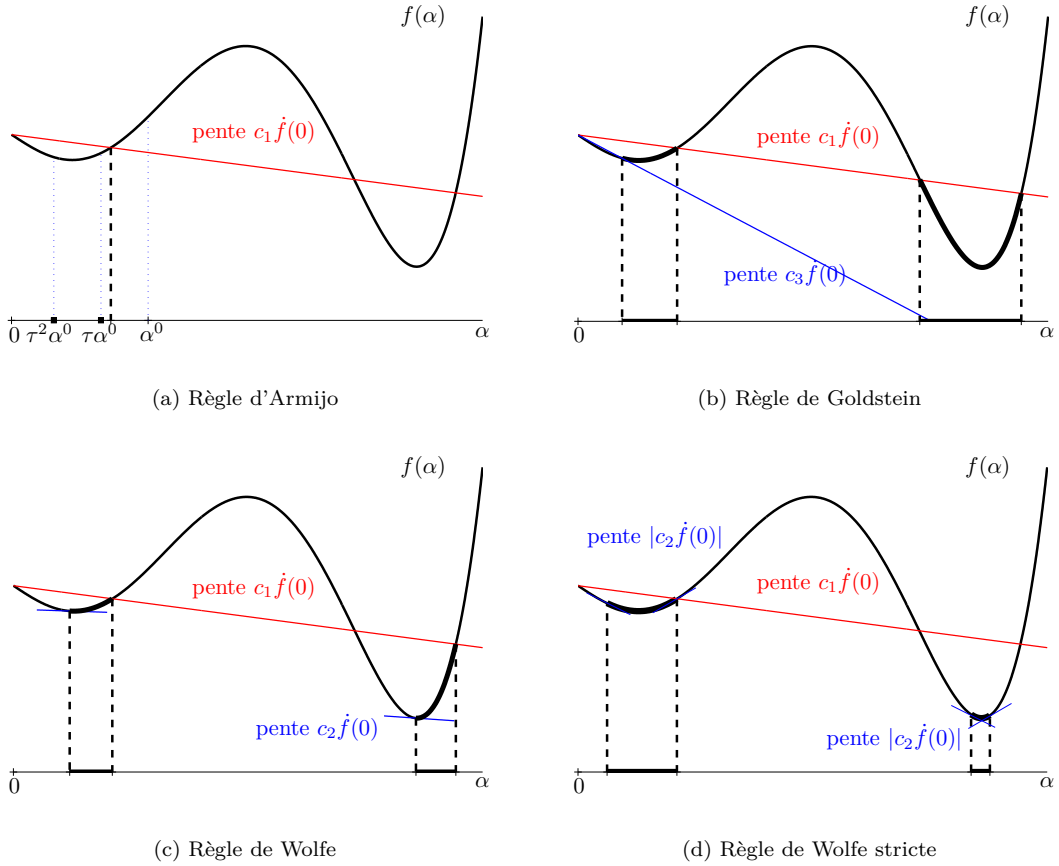 f(α)
pente c₁ḟ(0)
0 τ²α⁰ τα⁰ α⁰ α
(a) Règle d'Armijo
f(α)
pente c₁ḟ(0)
pente c₃ḟ(0)
0 α
(b) Règle de Goldstein
f(α)
pente c₁ḟ(0)
pente c₂ḟ(0)
0 α
(c) Règle de Wolfe
f(α)
pente |c₂ḟ(0)|
pente c₁ḟ(0)
pente |c₂ḟ(0)|
0 α
(d) Règle de Wolfe stricte